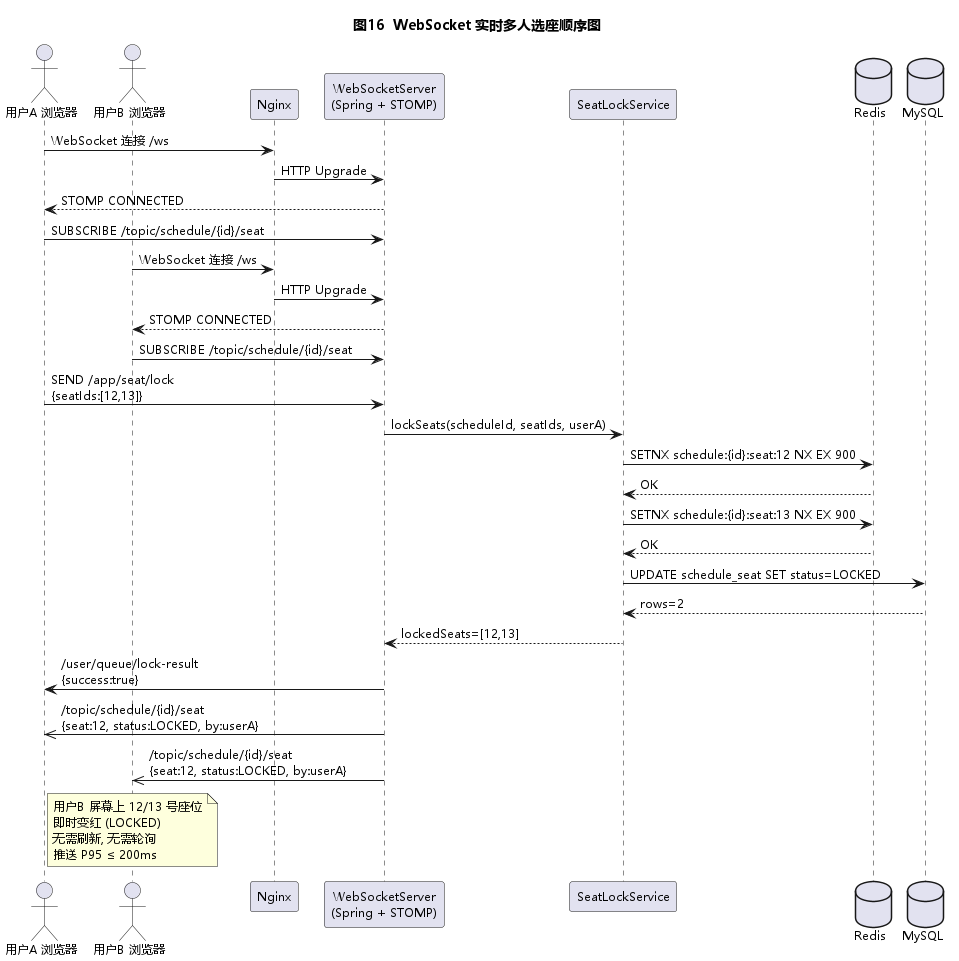 图16 WebSocket 实时多人选座顺序图
用户A 浏览器
用户B 浏览器
Nginx
WebSocketServer
(Spring + STOMP)
SeatLockService
Redis
MySQL
WebSocket 连接 /ws
HTTP Upgrade
STOMP CONNECTED
SUBSCRIBE /topic/schedule/{id}/seat
WebSocket 连接 /ws
HTTP Upgrade
STOMP CONNECTED
SUBSCRIBE /topic/schedule/{id}/seat
SEND /app/seat/lock
{seatIds:[12,13]}
lockSeats(scheduleId, seatIds, userA)
SETNX schedule:{id}:seat:12 NX EX 900
OK
SETNX schedule:{id}:seat:13 NX EX 900
OK
UPDATE schedule_seat SET status=LOCKED
rows=2
lockedSeats=[12,13]
/user/queue/lock-result
{success:true}
/topic/schedule/{id}/seat
{seat:12, status:LOCKED, by:userA}
/topic/schedule/{id}/seat
{seat:12, status:LOCKED, by:userA}
用户B 屏幕上 12/13 号座位
即时变红 (LOCKED)
无需刷新, 无需轮询
推送 P95 ≤ 200ms
用户A 浏览器
用户B 浏览器
Nginx
WebSocketServer
(Spring + STOMP)
SeatLockService
Redis
MySQL